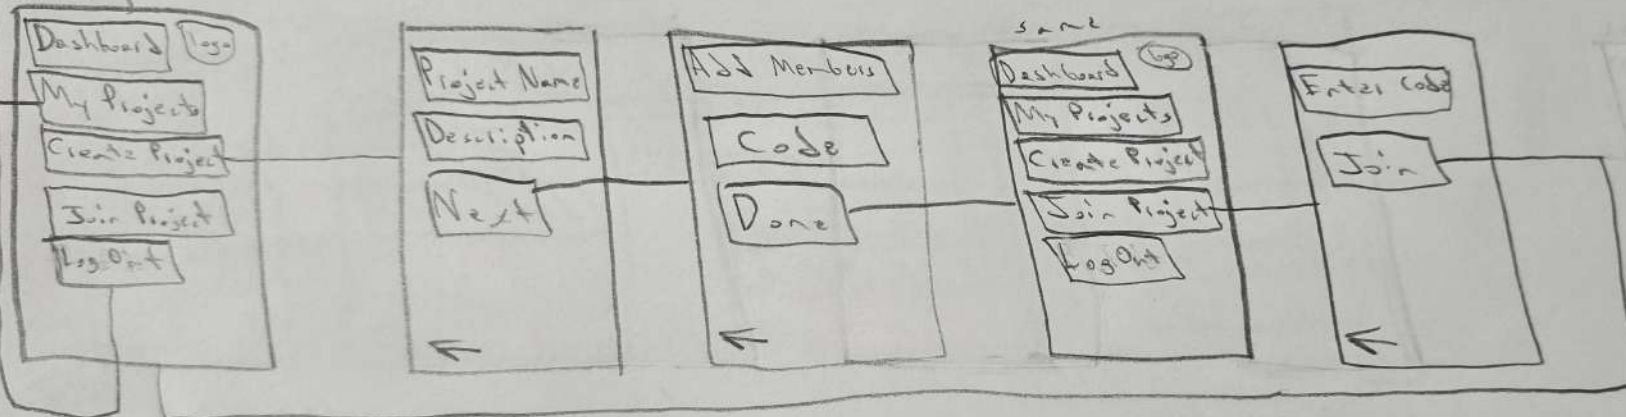 Dashboard
Logo
My Projects
Create Project
Join Project
Log Out
Project Name
Description
Next
Add Members
Code
Done
same
Dashboard
Logo
My Projects
Create Project
Join Project
Log Out
Enter Code
Join